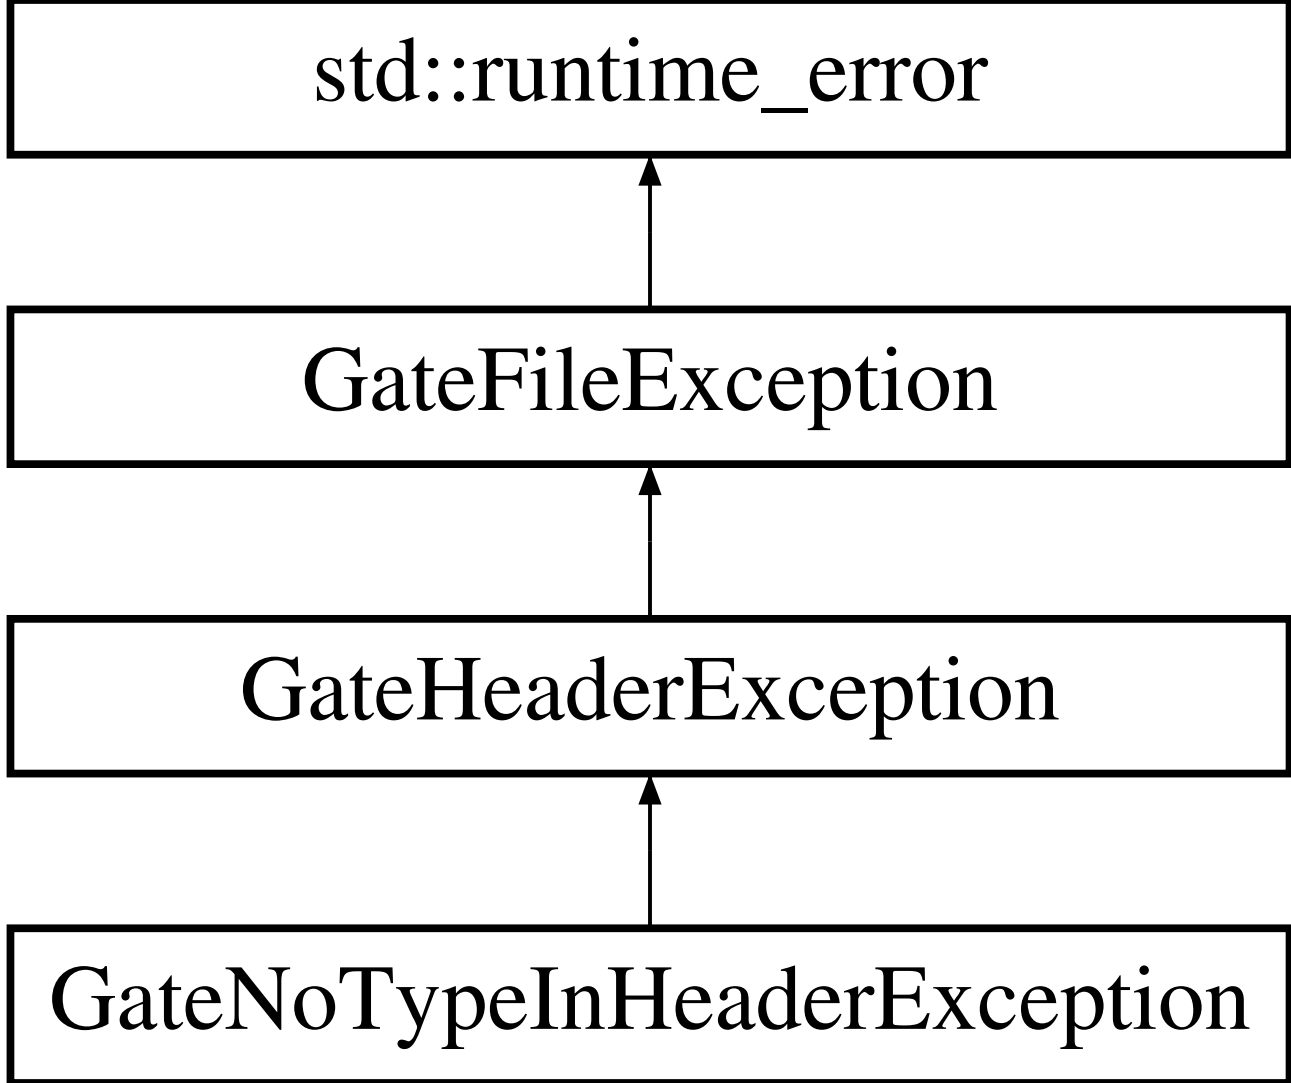 std::runtime_error
GateFileException
GateHeaderException
GateNoTypeInHeaderException